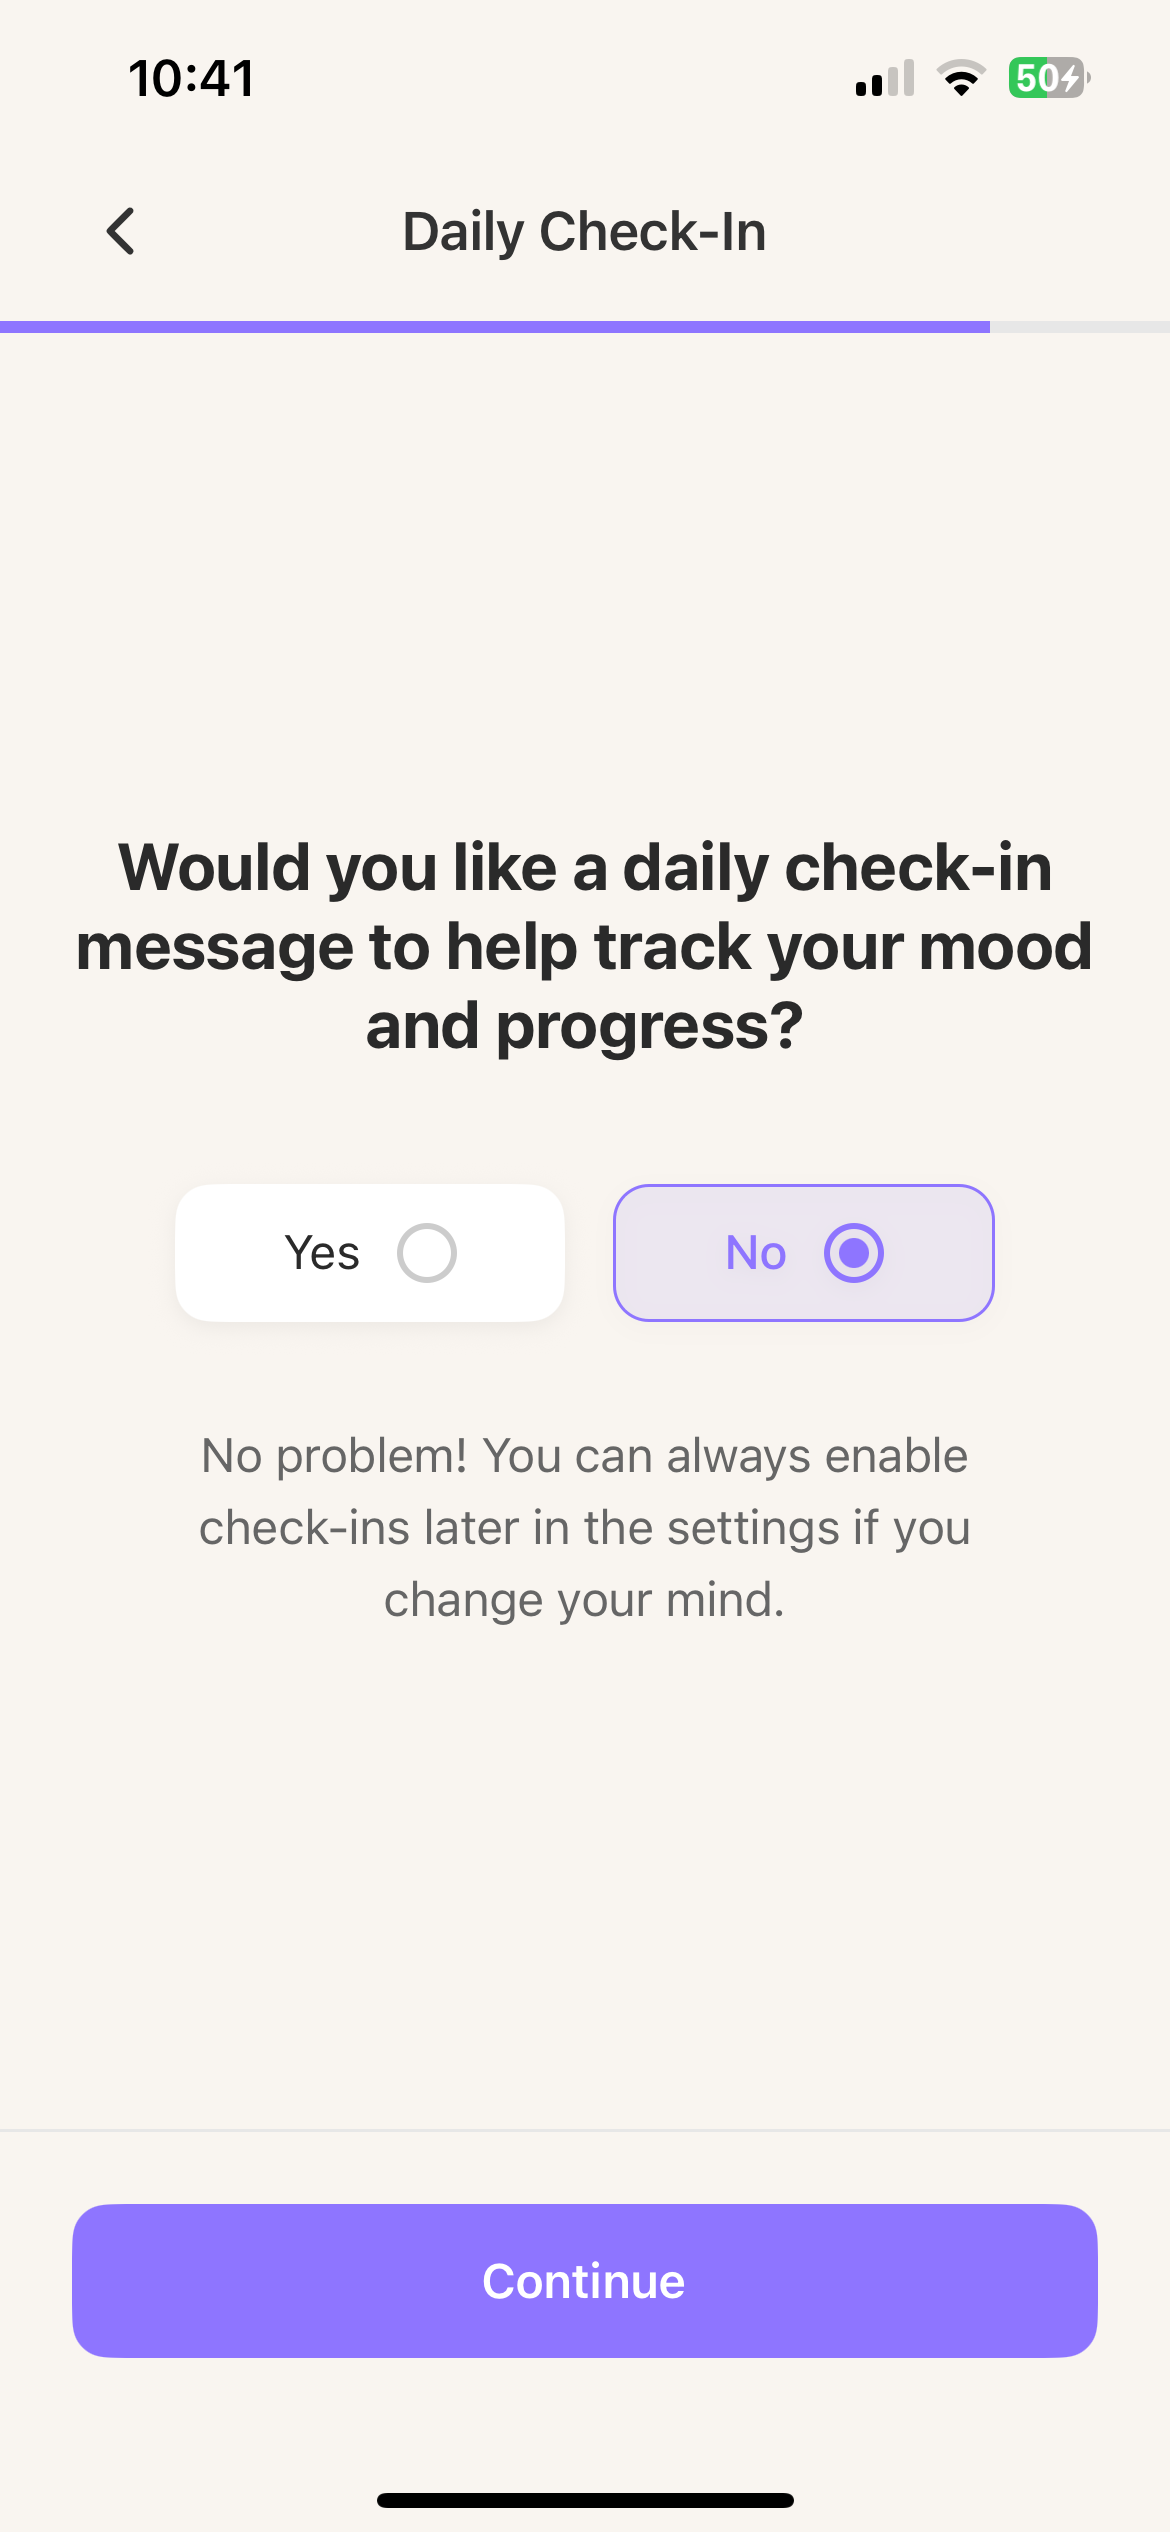 10:41
50
Daily Check-In
Would you like a daily check-in
message to help track your mood
and progress?
Yes
No
No problem! You can always enable
check-ins later in the settings if you
change your mind.
Continue